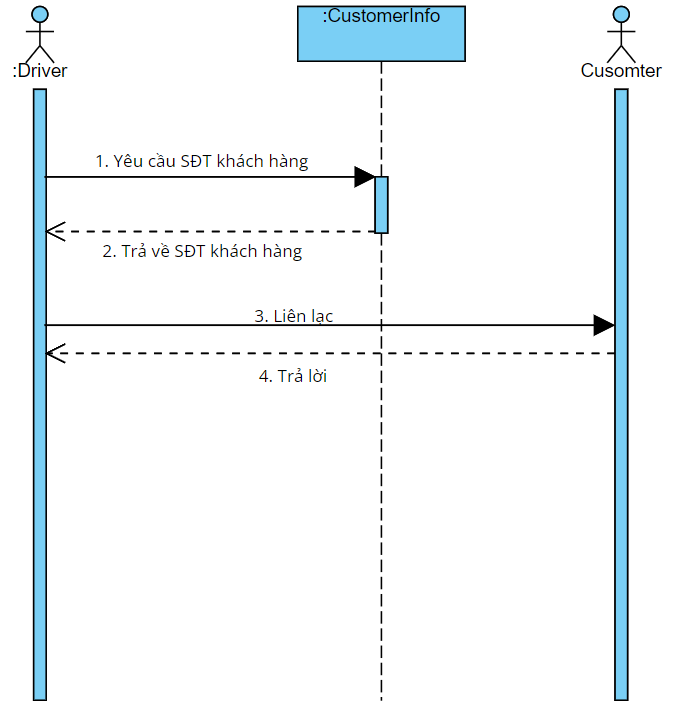 :CustomerInfo
:Driver
Cusomter
1. Yêu cầu SĐT khách hàng
2. Trả về SĐT khách hàng
3. Liên lạc
4. Trả lời